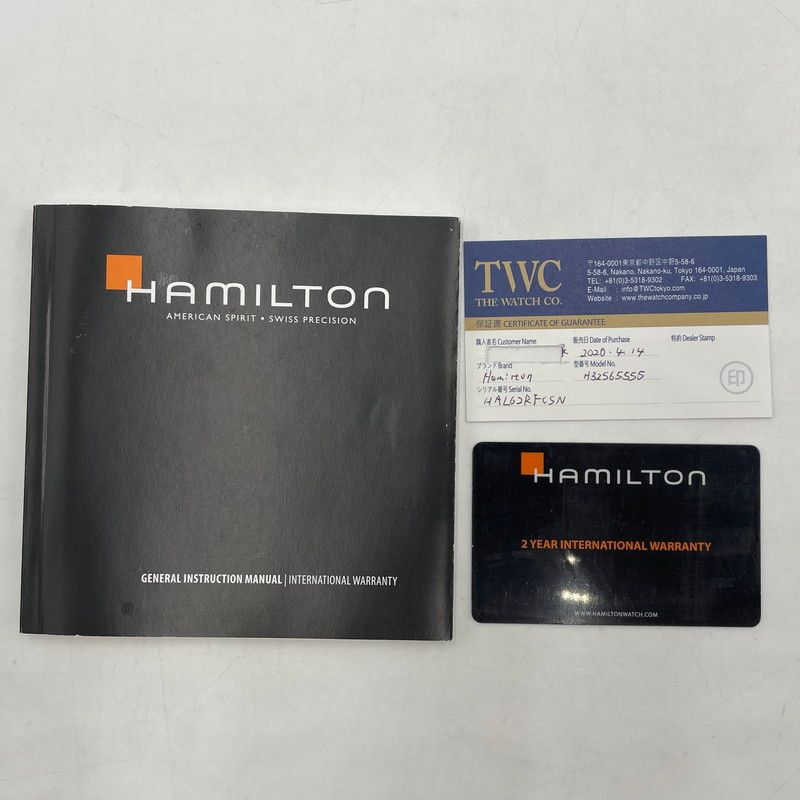 HAMILTON
AMERICAN SPIRIT • SWISS PRECISION
GENERAL INSTRUCTION MANUAL | INTERNATIONAL WARRANTY
TWC
THE WATCH CO.
〒164-0001東京都中野区中野5-58-6
5-58-6, Nakano, Nakano-ku, Tokyo 164-0001, Japan
TEL: +81(0)3-5318-9302 FAX: +81(0)3-5318-9303
E-Mail : info@TWCtokyo.com
Website : www.thewatchcompany.co.jp
保証書 CERTIFICATE OF GUARANTEE
購入者名 Customer Name 販売日 Date of Purchase 特約 Dealer Stamp
2020.4.14
ブランド Brand 型番号 Model No.
Hamilton H32565555
シリアル番号 Serial No.
HAL62RFCSN
印
HAMILTON
2 YEAR INTERNATIONAL WARRANTY
WWW.HAMILTONWATCH.COM